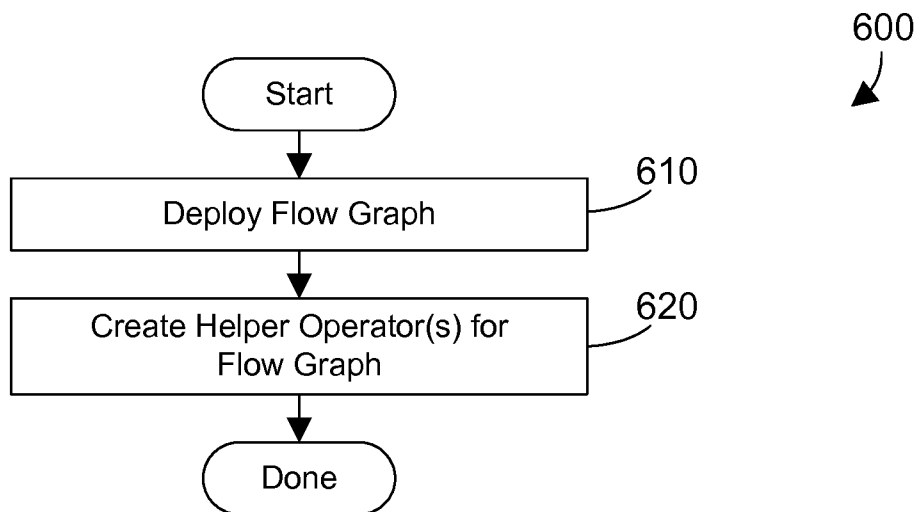 600
Start
610
Deploy Flow Graph
620
Create Helper Operator(s) for
Flow Graph
Done